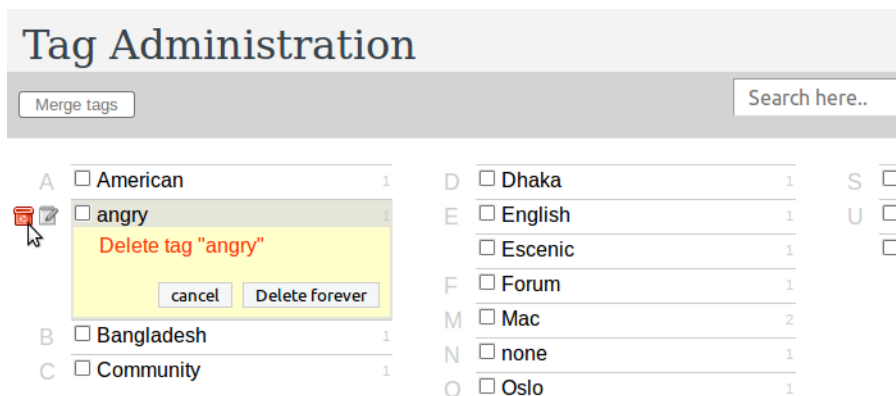 Tag Administration
Merge tags
Search here..
A American 1
angry 1
Delete tag "angry"
cancel Delete forever
B Bangladesh 1
C Community 1
D Dhaka 1
E English 1
Escenic 1
F Forum 1
M Mac 2
N none 1
O Oslo 1
S
U